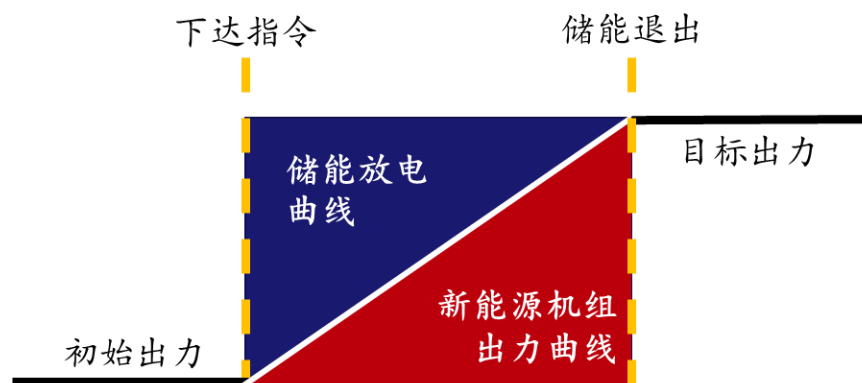 下达指令
储能退出
储能放电
曲线
目标出力
新能源机组
出力曲线
初始出力